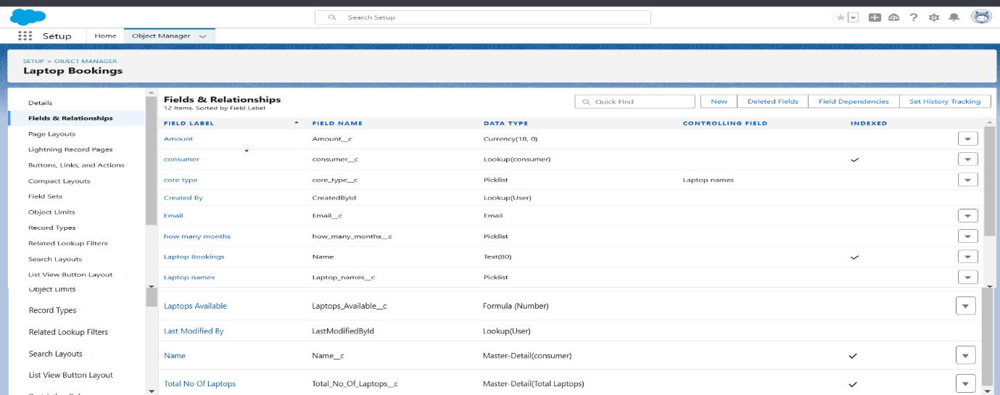 Search Setup
Setup Home Object Manager
SETUP > OBJECT MANAGER
Laptop Bookings
Details
Fields & Relationships
Page Layouts
Lightning Record Pages
Buttons, Links, and Actions
Compact Layouts
Field Sets
Object Limits
Record Types
Related Lookup Filters
Search Layouts
List View Button Layout
Object Limits
Record Types
Related Lookup Filters
Search Layouts
List View Button Layout
Fields & Relationships
12 Items. Sorted by Field Label
Quick Find New Deleted Fields Field Dependencies Set History Tracking
FIELD LABEL FIELD NAME DATA TYPE CONTROLLING FIELD INDEXED
Amount Amount__c Currency(18, 0)
consumer consumer__c Lookup(consumer)
core type core_type__c Picklist Laptop names
Created By CreatedById Lookup(User)
Email Email__c Email
how many months how_many_months__c Picklist
Laptop Bookings Name Text(80)
Laptop names Laptop_names__c Picklist
Laptops Available Laptops_Available__c Formula (Number)
Last Modified By LastModifiedById Lookup(User)
Name Name__c Master-Detail(consumer)
Total No Of Laptops Total_No_Of_Laptops__c Master-Detail(Total Laptops)